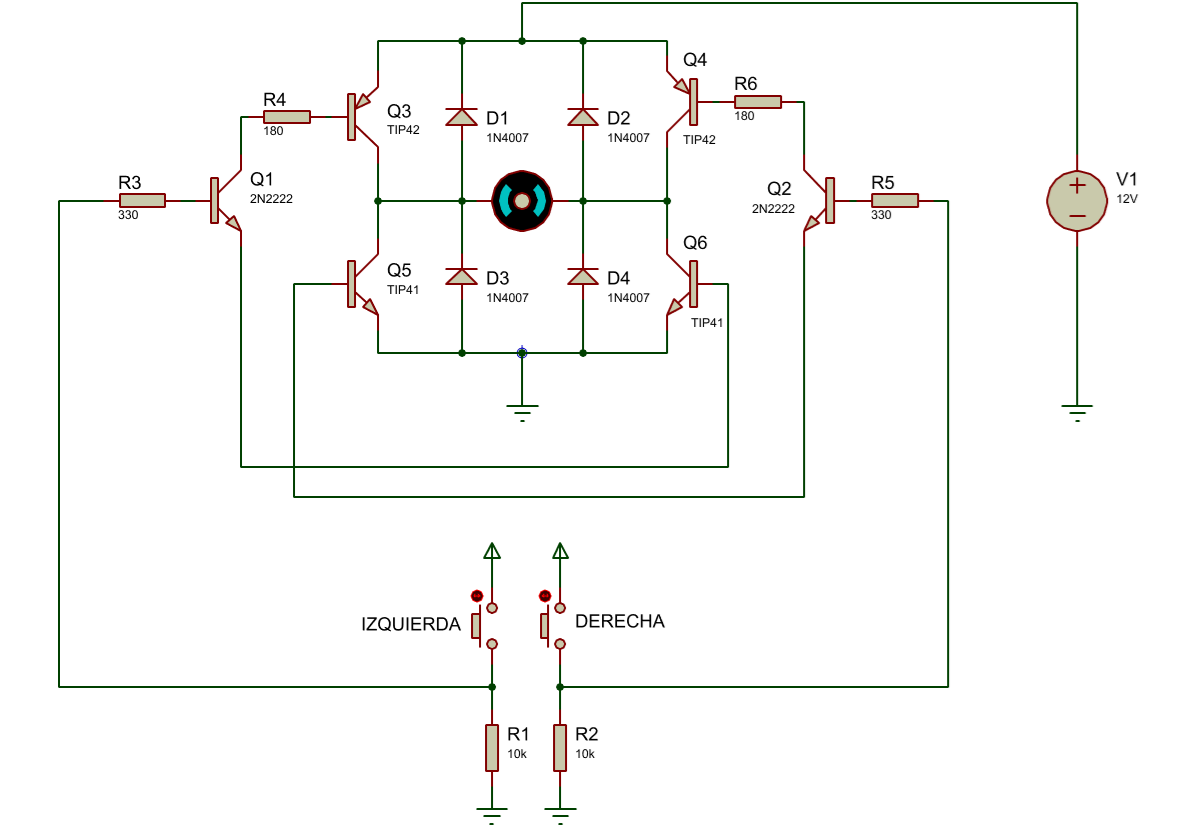 Q4
R6
R4
Q3
D1
D2
180
180
TIP42
1N4007
1N4007
TIP42
R3
Q1
Q2
R5
V1
330
2N2222
2N2222
330
12V
Q5
D3
D4
Q6
TIP41
1N4007
1N4007
TIP41
IZQUIERDA
DERECHA
R1
R2
10k
10k